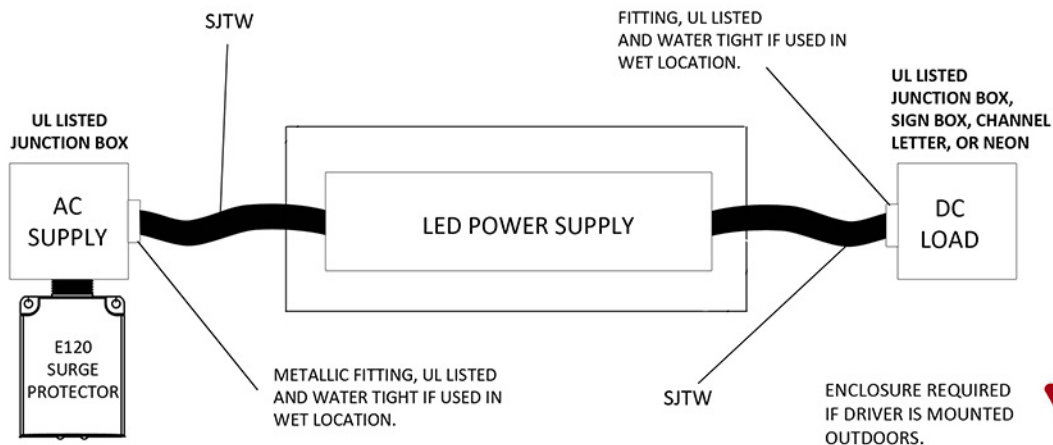 SJTW
FITTING, UL LISTED
AND WATER TIGHT IF USED IN
WET LOCATION.
UL LISTED
JUNCTION BOX,
SIGN BOX, CHANNEL
LETTER, OR NEON
UL LISTED
JUNCTION BOX
AC
SUPPLY
LED POWER SUPPLY
DC
LOAD
E120
SURGE
PROTECTOR
METALLIC FITTING, UL LISTED
AND WATER TIGHT IF USED IN
WET LOCATION.
SJTW
ENCLOSURE REQUIRED
IF DRIVER IS MOUNTED
OUTDOORS.